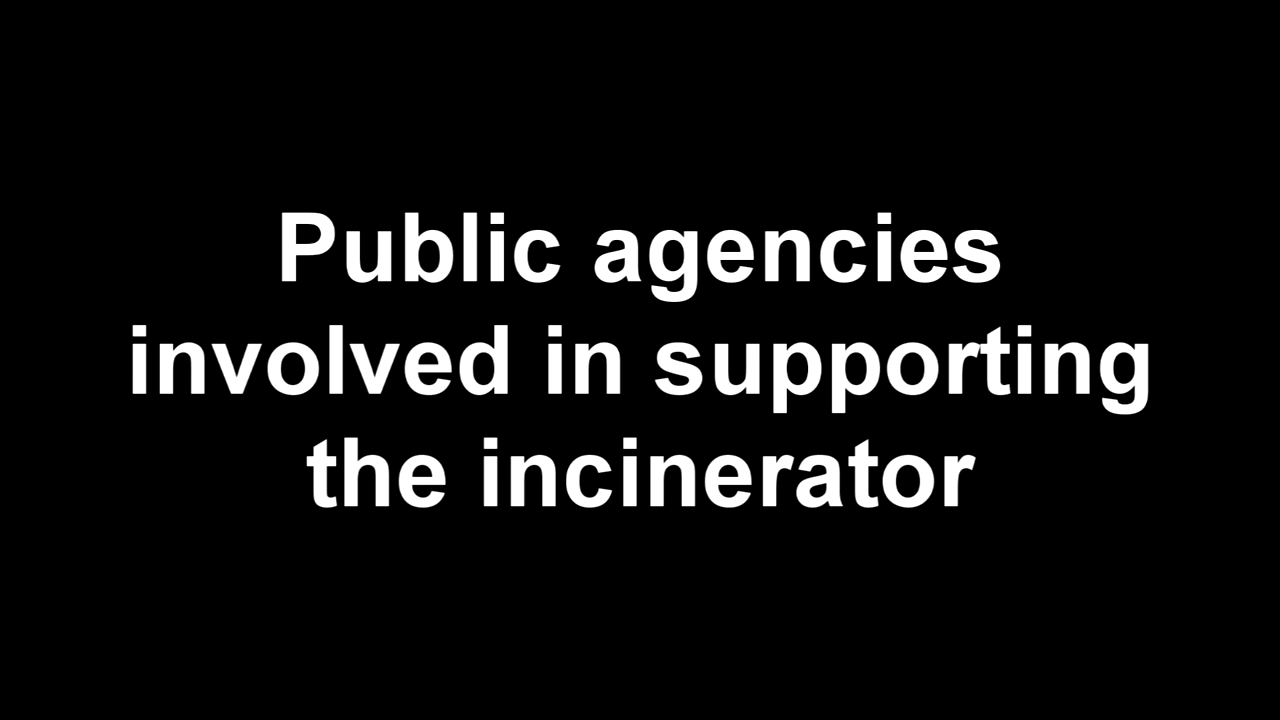 Public agencies
involved in supporting
the incinerator